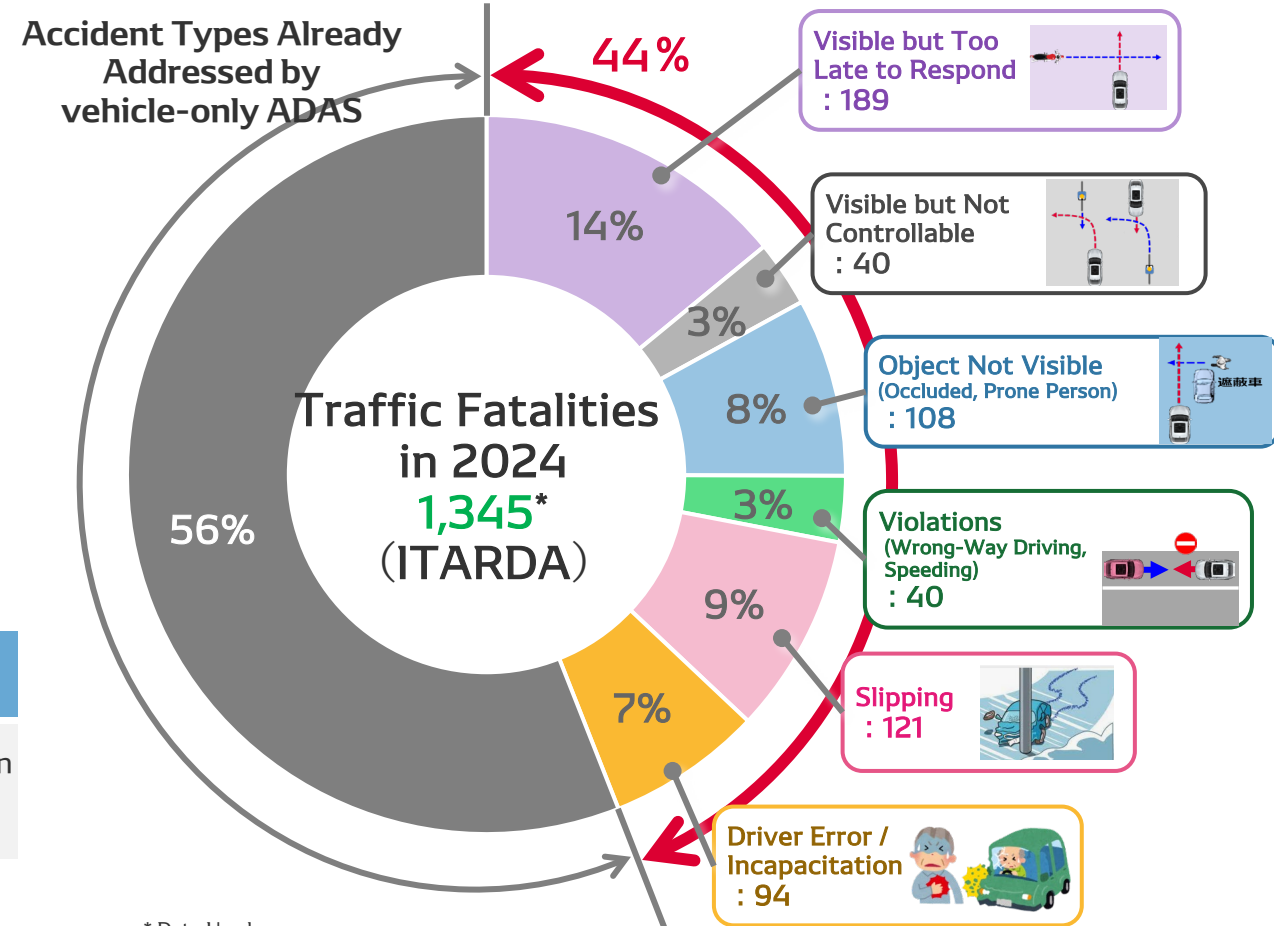 Accident Types Already
Addressed by
vehicle-only ADAS
44%
Visible but Too
Late to Respond
: 189
14%
Visible but Not
Controllable
: 40
3%
Object Not Visible
(Occluded, Prone Person)
: 108
遮蔽車
8%
Traffic Fatalities
in 2024
1,345*
(ITARDA)
56%
3%
Violations
(Wrong-Way Driving,
Speeding)
: 40
9%
Slipping
: 121
7%
Driver Error /
Incapacitation
: 94